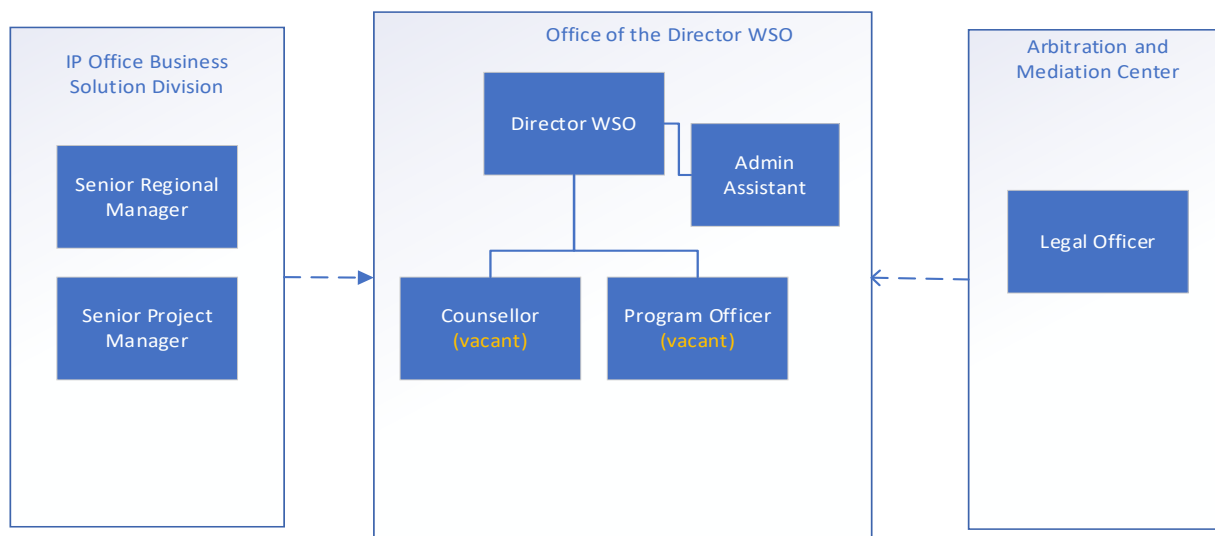 IP Office Business
Solution Division
Senior Regional
Manager
Senior Project
Manager
Office of the Director WSO
Director WSO
Admin
Assistant
Counsellor
(vacant)
Program Officer
(vacant)
Arbitration and
Mediation Center
Legal Officer